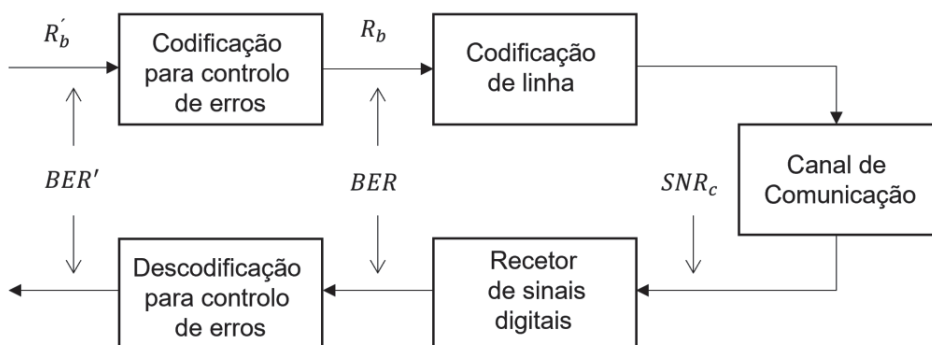 R_b′
Codificação
para controlo
de erros
R_b
Codificação
de linha
BER′
BER
SNR_c
Canal de
Comunicação
Descodificação
para controlo
de erros
Recetor
de sinais
digitais